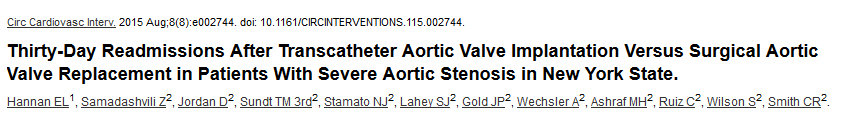 Circ Cardiovasc Interv. 2015 Aug;8(8):e002744. doi: 10.1161/CIRCINTERVENTIONS.115.002744.
Thirty-Day Readmissions After Transcatheter Aortic Valve Implantation Versus Surgical Aortic
Valve Replacement in Patients With Severe Aortic Stenosis in New York State.
Hannan EL1, Samadashvili Z2, Jordan D2, Sundt TM 3rd2, Stamato NJ2, Lahey SJ2, Gold JP2, Wechsler A2, Ashraf MH2, Ruiz C2, Wilson S2, Smith CR2.